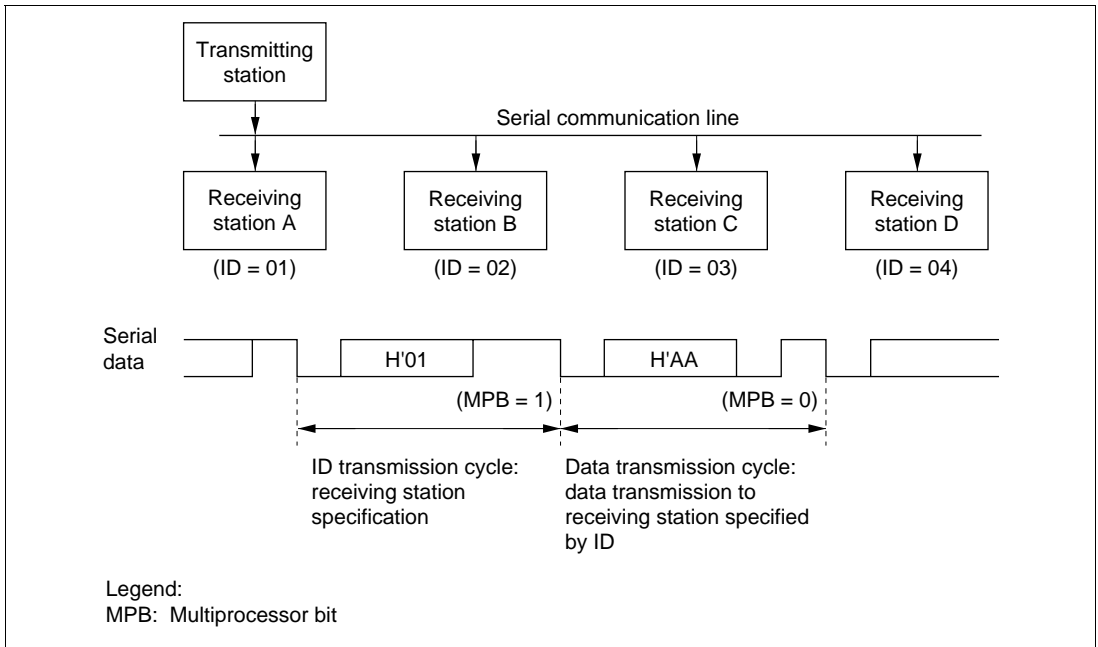 Transmitting
station
Serial communication line
Receiving
station A
Receiving
station B
Receiving
station C
Receiving
station D
(ID = 01)
(ID = 02)
(ID = 03)
(ID = 04)
Serial
data
H'01
H'AA
(MPB = 1)
(MPB = 0)
ID transmission cycle:
receiving station
specification
Data transmission cycle:
data transmission to
receiving station specified
by ID
Legend:
MPB: Multiprocessor bit